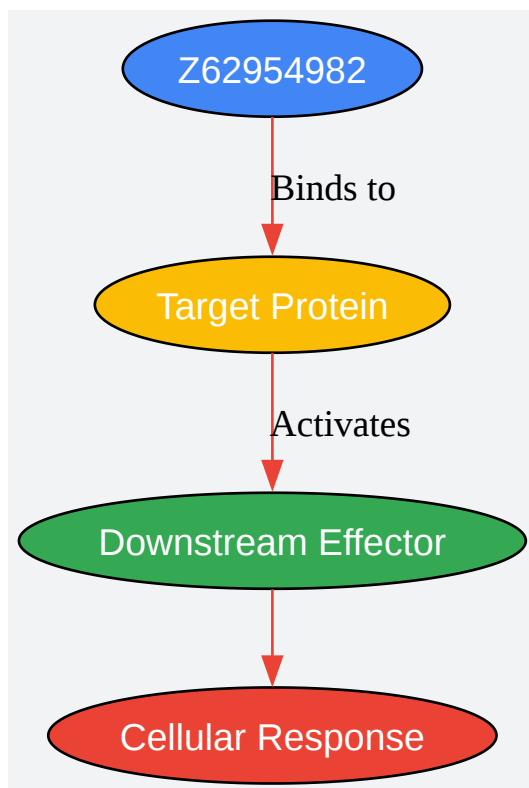 Z62954982
Binds to
Target Protein
Activates
Downstream Effector
Cellular Response